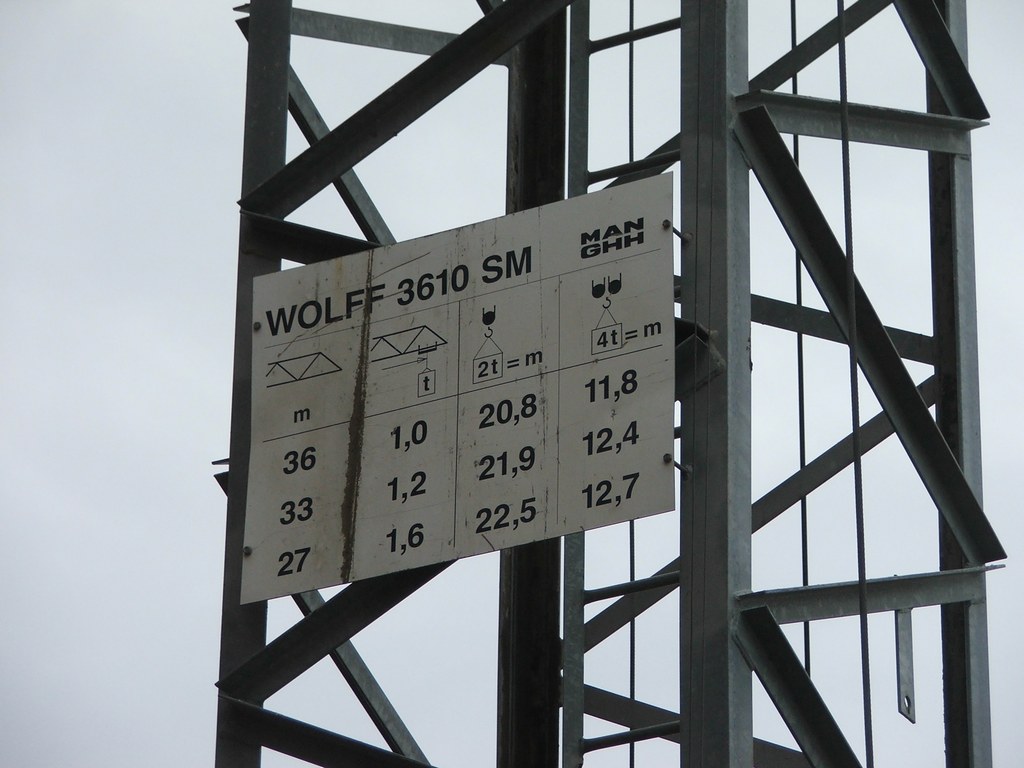 WOLFF 3610 SM
MAN
GHH
t
2t = m
4t = m
m
36 1,0 20,8 11,8
33 1,2 21,9 12,4
27 1,6 22,5 12,7